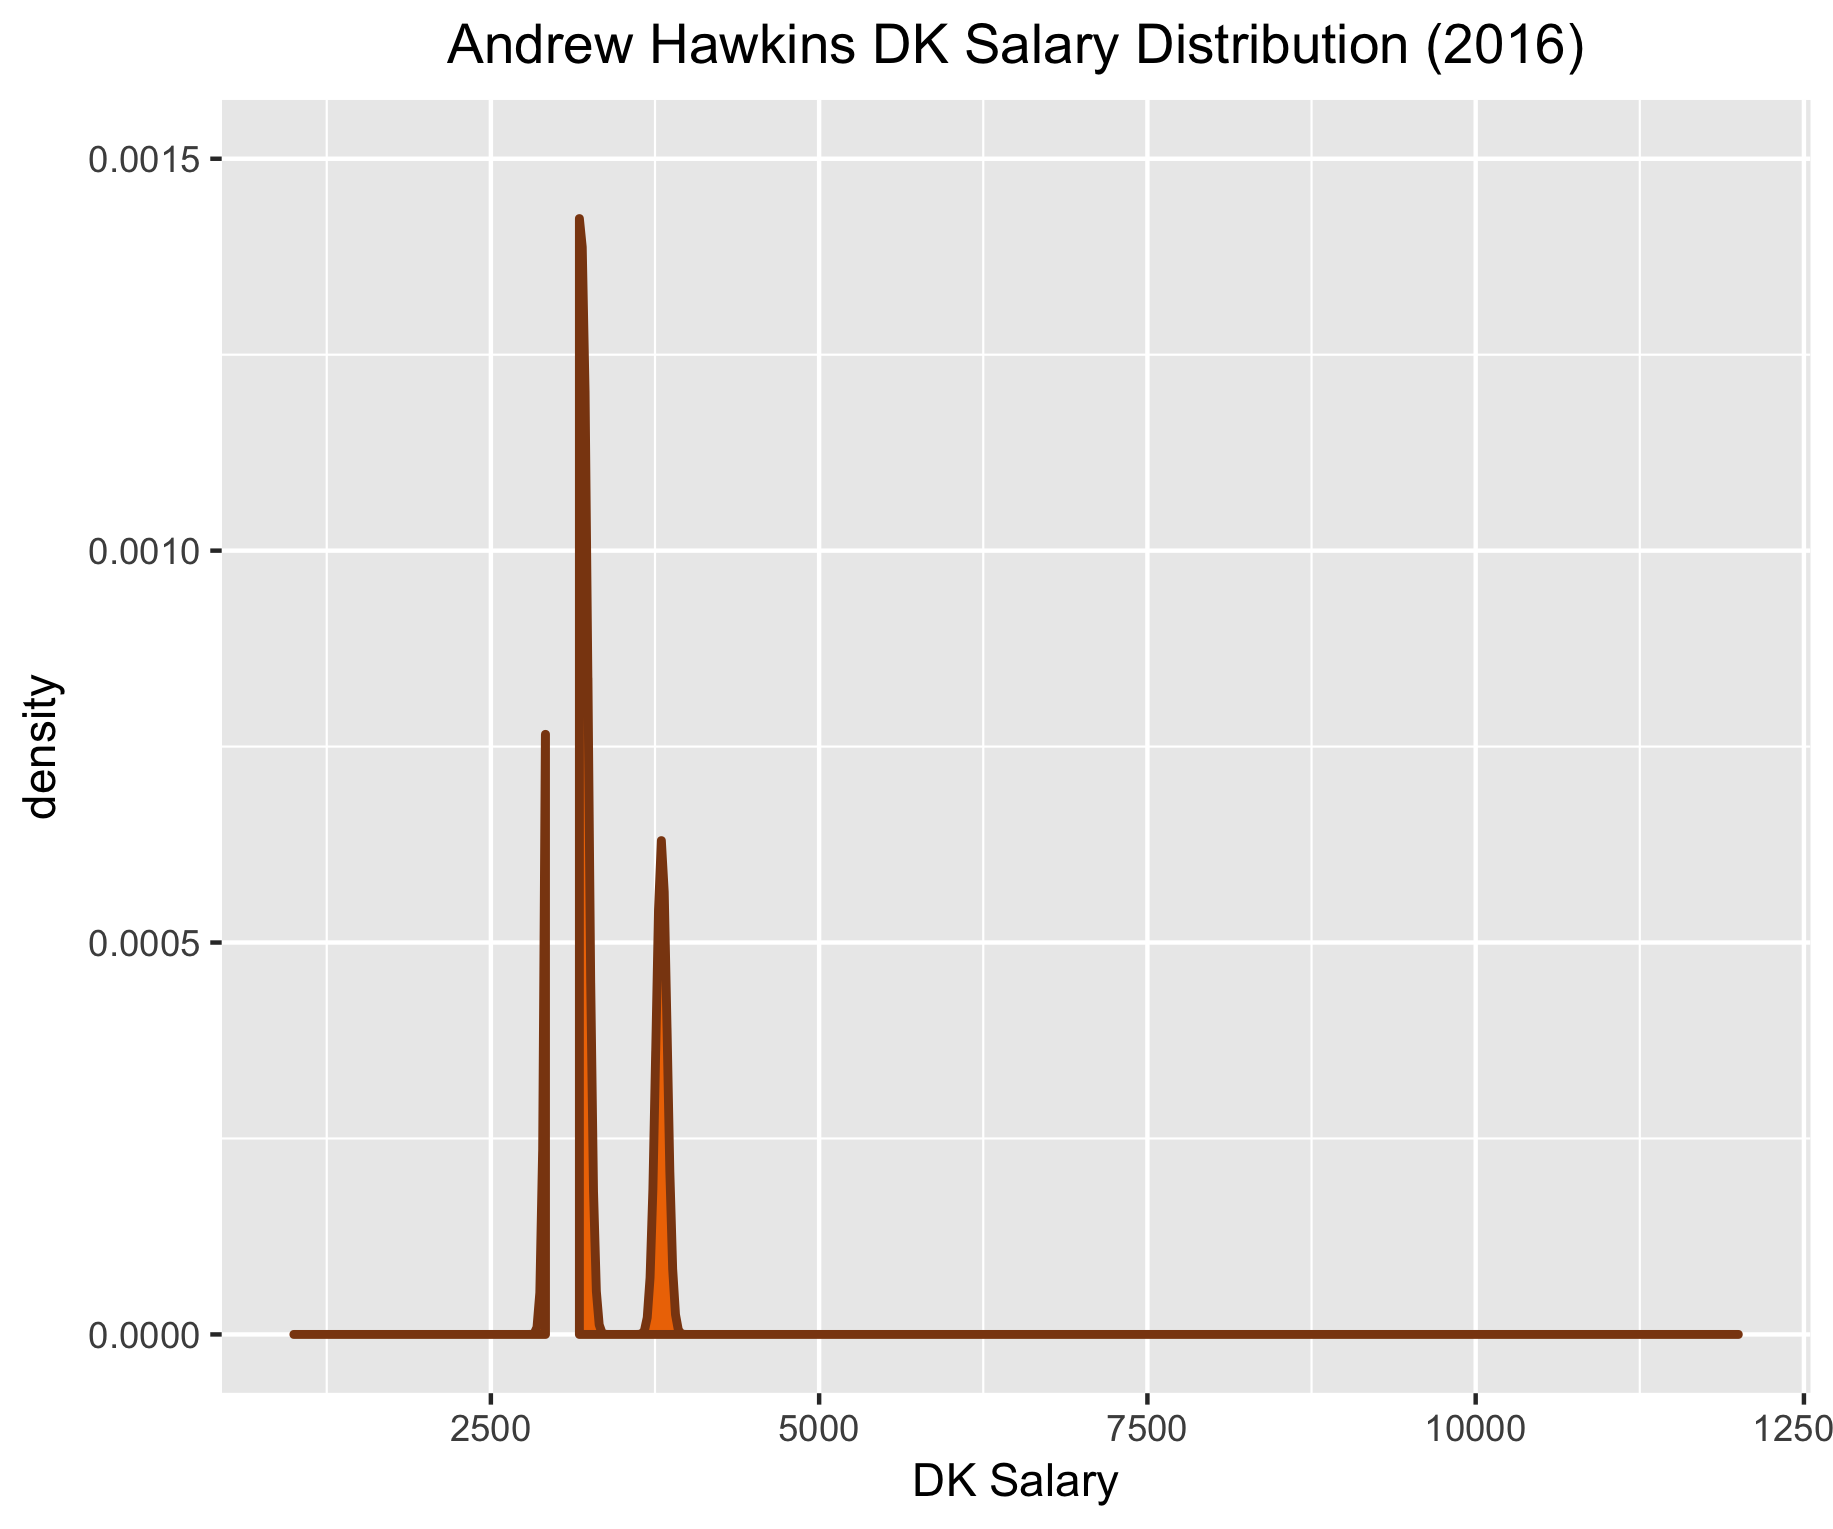 Andrew Hawkins DK Salary Distribution (2016)
0.0015
0.0010
0.0005
0.0000
density
2500 5000 7500 10000 1250
DK Salary